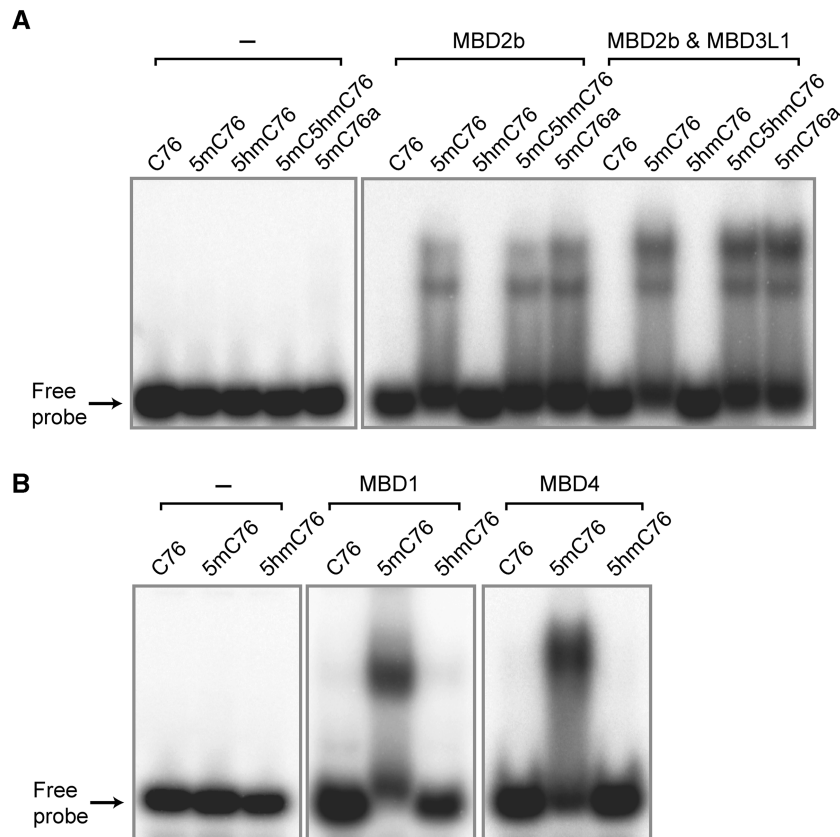 A
– MBD2b MBD2b & MBD3L1
C76 5mC76 5hmC76 5mC5hmC76 5mC76a C76 5mC76 5hmC76 5mC5hmC76 5mC76a C76 5mC76 5hmC76 5mC5hmC76 5mC76a
Free
probe
B
– MBD1 MBD4
C76 5mC76 5hmC76 C76 5mC76 5hmC76 C76 5mC76 5hmC76
Free
probe